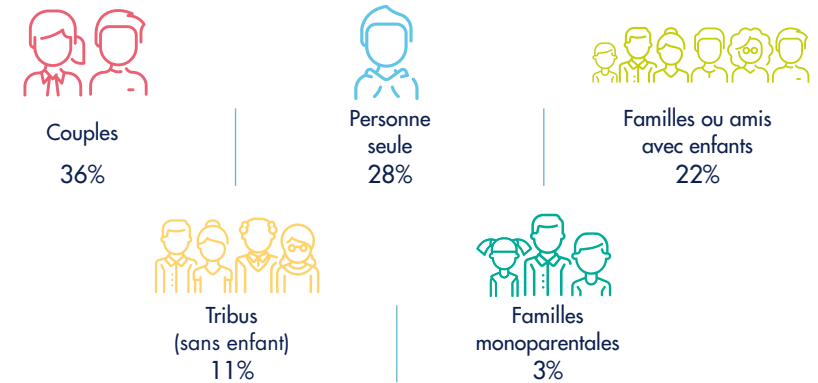 Couples
36%
Personne
seule
28%
Familles ou amis
avec enfants
22%
Tribus
(sans enfant)
11%
Familles
monoparentales
3%